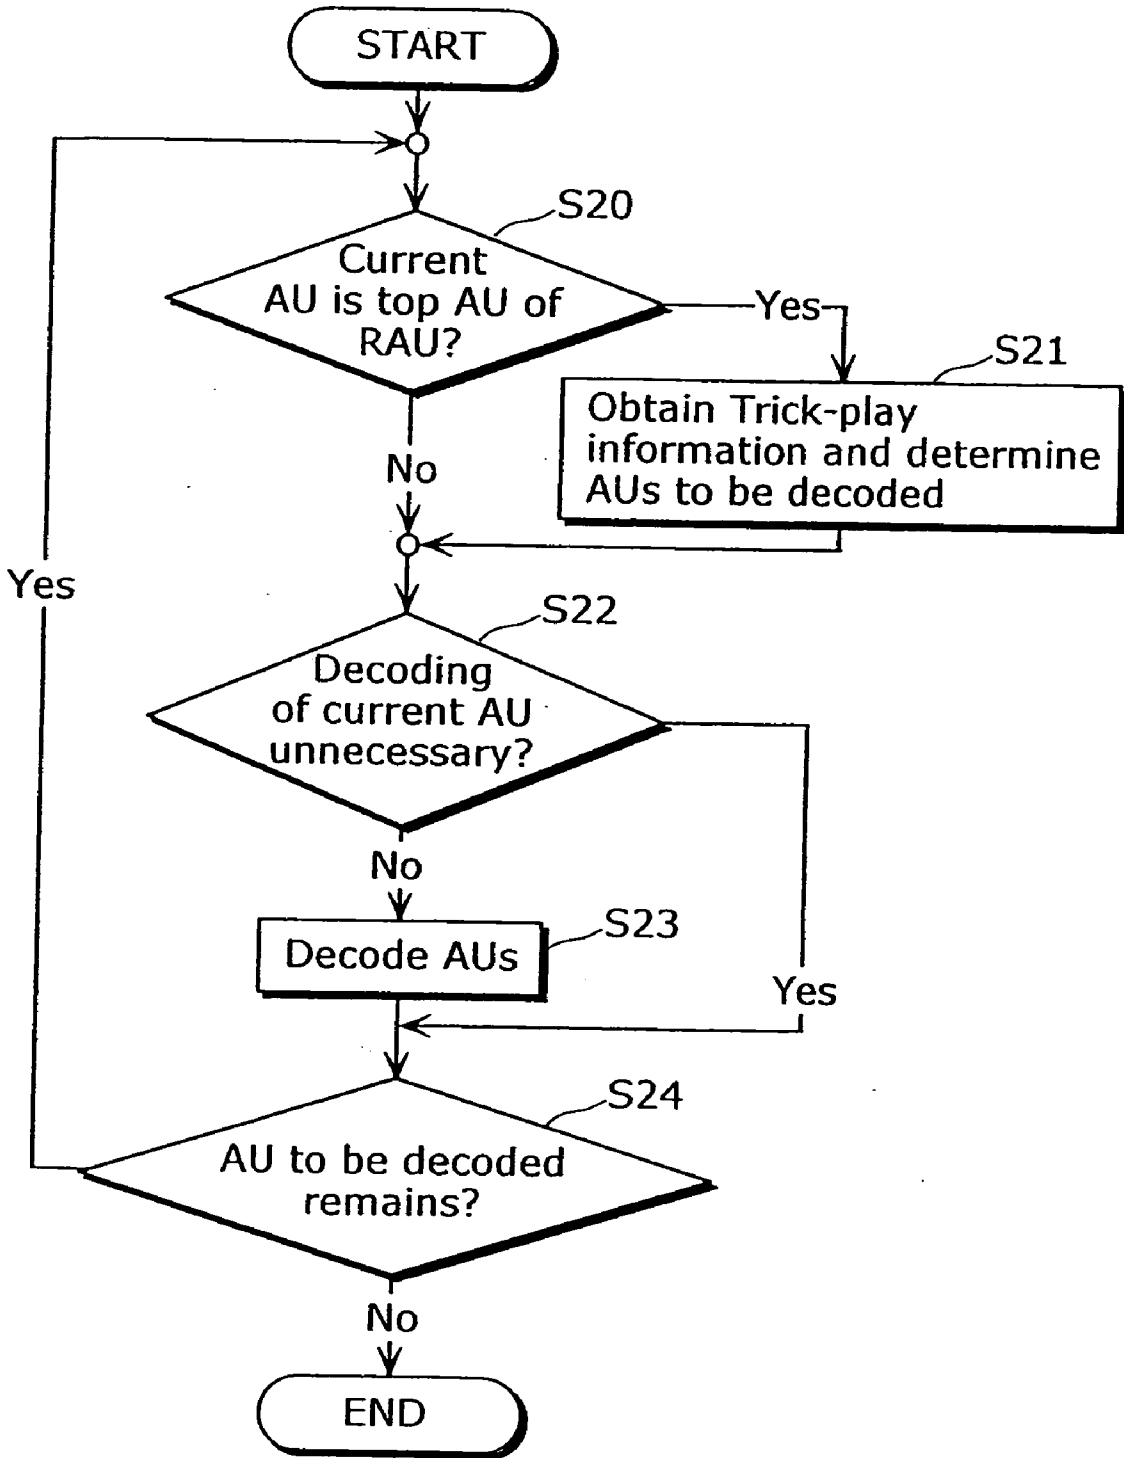 START
S20
Current
AU is top AU of
RAU?
Yes
S21
Obtain Trick-play
information and determine
AUs to be decoded
No
Yes
S22
Decoding
of current AU
unnecessary?
No
S23
Decode AUs
Yes
S24
AU to be decoded
remains?
No
END